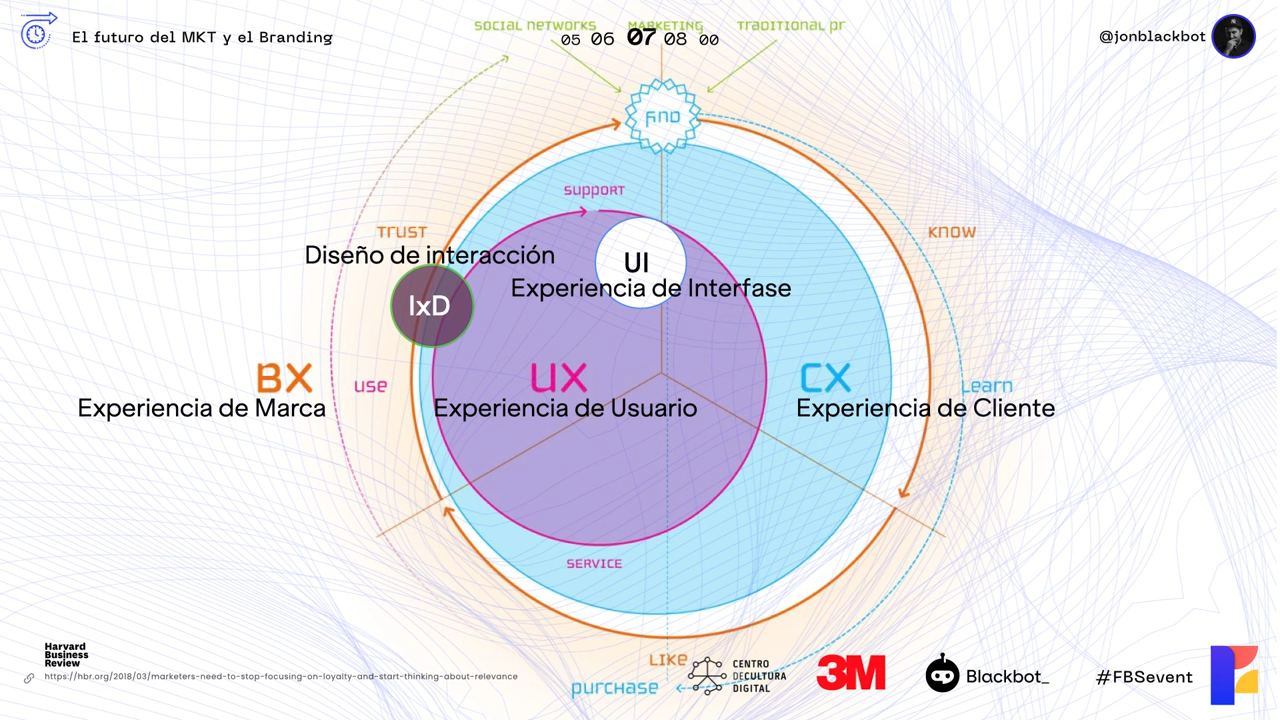 El futuro del MKT y el Branding
social networks
MARKETING
Traditional pr
05 06 07 08 00
@jonblackbot
find
support
TRUST
know
Diseño de interacción
UI
Experiencia de Interfase
IxD
BX
use
UX
CX
Learn
Experiencia de Marca
Experiencia de Usuario
Experiencia de Cliente
SERVICE
LIKE
purchase
Harvard
Business
Review
https://hbr.org/2018/03/marketers-need-to-stop-focusing-on-loyalty-and-start-thinking-about-relevance
CENTRO
DECULTURA
DIGITAL
3M
Blackbot_
#FBSevent